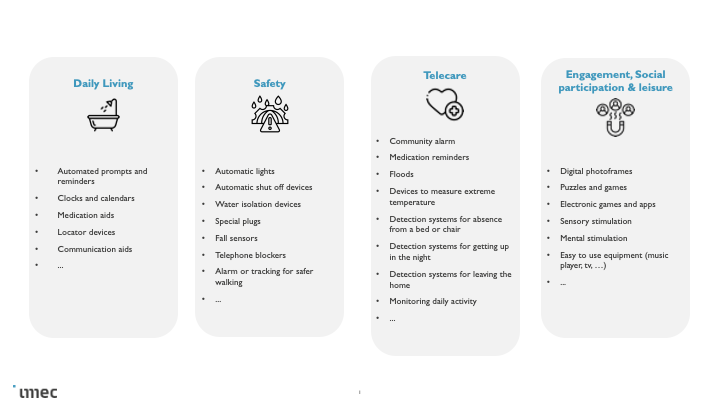 Daily Living
• Automated prompts and
reminders
• Clocks and calendars
• Medication aids
• Locator devices
• Communication aids
• ...
Safety
• Automatic lights
• Automatic shut off devices
• Water isolation devices
• Special plugs
• Fall sensors
• Telephone blockers
• Alarm or tracking for safer
walking
• ...
Telecare
• Community alarm
• Medication reminders
• Floods
• Devices to measure extreme
temperature
• Detection systems for absence
from a bed or chair
• Detection systems for getting up
in the night
• Detection systems for leaving the
home
• Monitoring daily activity
• ...
Engagement, Social
participation & leisure
• Digital photoframes
• Puzzles and games
• Electronic games and apps
• Sensory stimulation
• Mental stimulation
• Easy to use equipment (music
player, tv, …)
• ...
imec